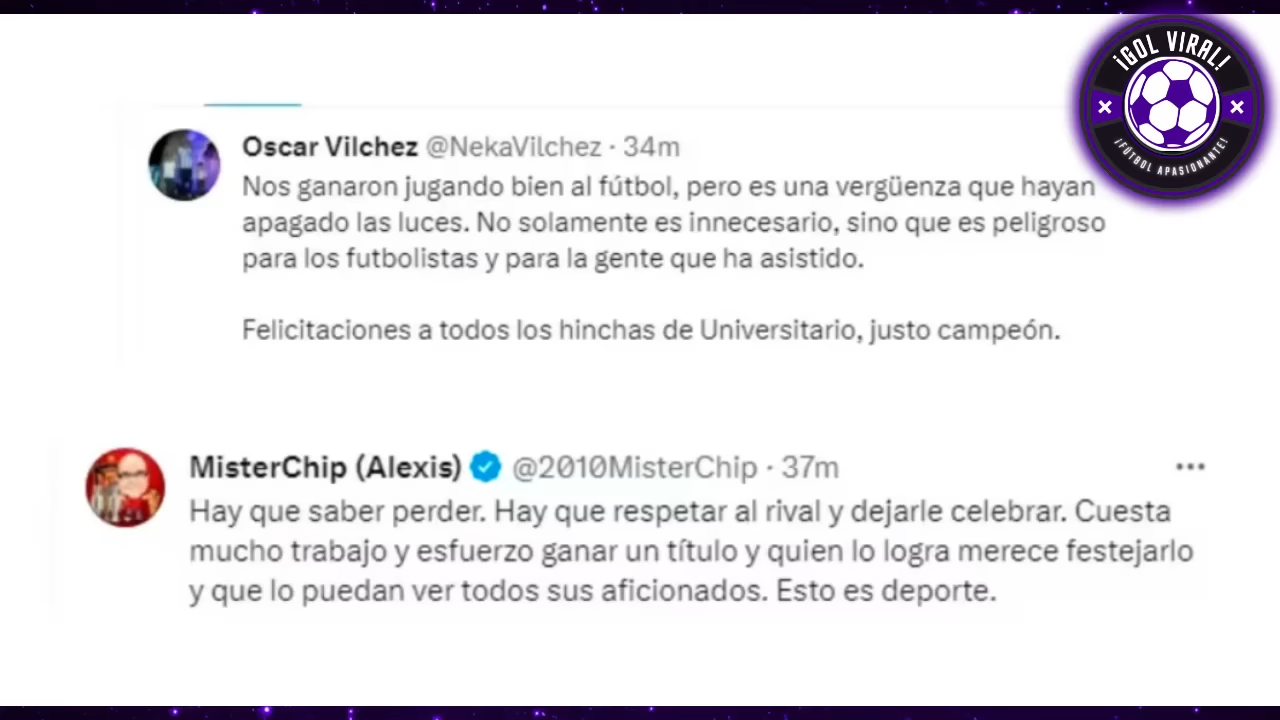 ¡GOL VIRAL!
¡FÚTBOL APASIONANTE!
Oscar Vilchez @NekaVilchez · 34m
Nos ganaron jugando bien al fútbol, pero es una vergüenza que hayan
apagado las luces. No solamente es innecesario, sino que es peligroso
para los futbolistas y para la gente que ha asistido.
Felicitaciones a todos los hinchas de Universitario, justo campeón.
MisterChip (Alexis) @2010MisterChip · 37m
Hay que saber perder. Hay que respetar al rival y dejarle celebrar. Cuesta
mucho trabajo y esfuerzo ganar un título y quien lo logra merece festejarlo
y que lo puedan ver todos sus aficionados. Esto es deporte.